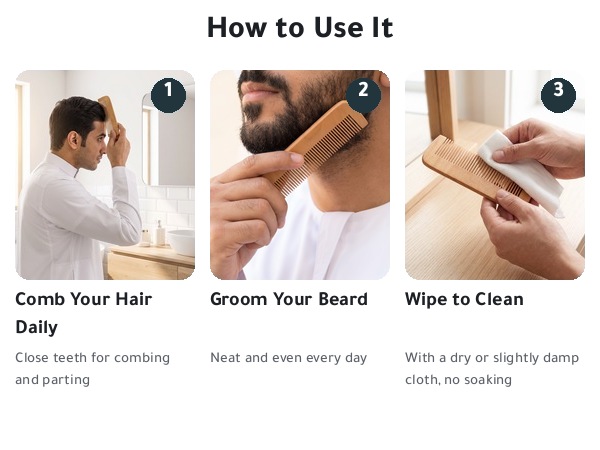 How to Use It
1
2
3
Comb Your Hair
Daily
Close teeth for combing
and parting
Groom Your Beard
Neat and even every day
Wipe to Clean
With a dry or slightly damp
cloth, no soaking